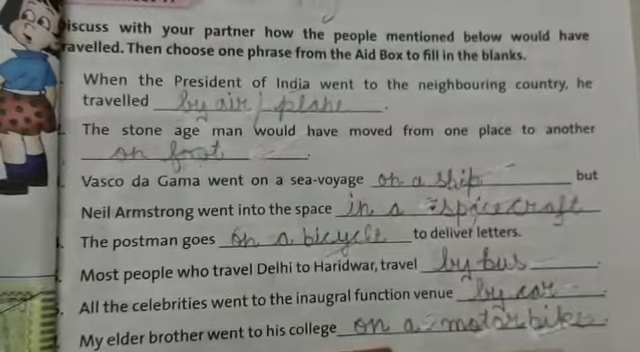 iscuss with your partner how the people mentioned below would have
ravelled. Then choose one phrase from the Aid Box to fill in the blanks.
When the President of India went to the neighbouring country, he
travelled by air / plane.
The stone age man would have moved from one place to another
on foot.
Vasco da Gama went on a sea-voyage on a ship but
Neil Armstrong went into the space in a spicecraft
The postman goes on a bicycle to deliver letters.
Most people who travel Delhi to Haridwar, travel by bus.
All the celebrities went to the inaugral function venue by car.
My elder brother went to his college on a motorbike.